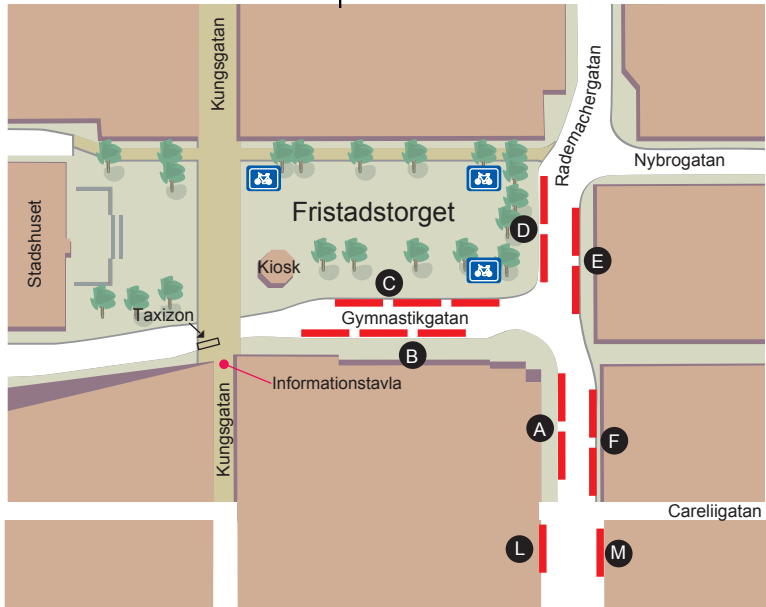 Kungsgatan
Rademachergatan
Nybrogatan
Stadshuset
Fristadstorget
D
E
Kiosk
C
Taxizon
Gymnastikgatan
B
Informationstavla
Kungsgatan
A
F
Careliigatan
L
M